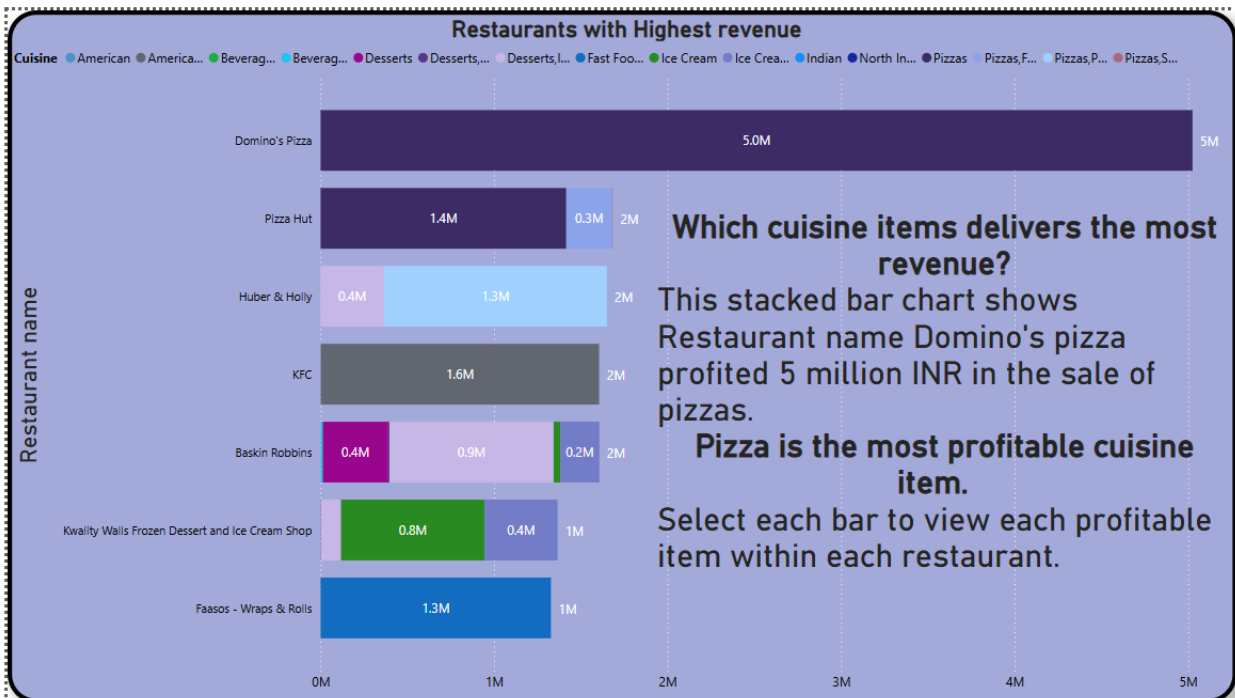 Restaurants with Highest revenue
Cuisine American America... Beverag... Beverag... Desserts Desserts,... Desserts,I... Fast Foo... Ice Cream Ice Crea... Indian North In... Pizzas Pizzas,F... Pizzas,P... Pizzas,S...
Restaurant name
Domino's Pizza 5.0M 5M
Pizza Hut 1.4M 0.3M 2M
Huber & Holly 0.4M 1.3M 2M
KFC 1.6M 2M
Baskin Robbins 0.4M 0.9M 0.2M 2M
Kwality Walls Frozen Dessert and Ice Cream Shop 0.8M 0.4M 1M
Faasos - Wraps & Rolls 1.3M 1M
0M 1M 2M 3M 4M 5M
Which cuisine items delivers the most
revenue?
This stacked bar chart shows
Restaurant name Domino's pizza
profited 5 million INR in the sale of
pizzas.
Pizza is the most profitable cuisine
item.
Select each bar to view each profitable
item within each restaurant.